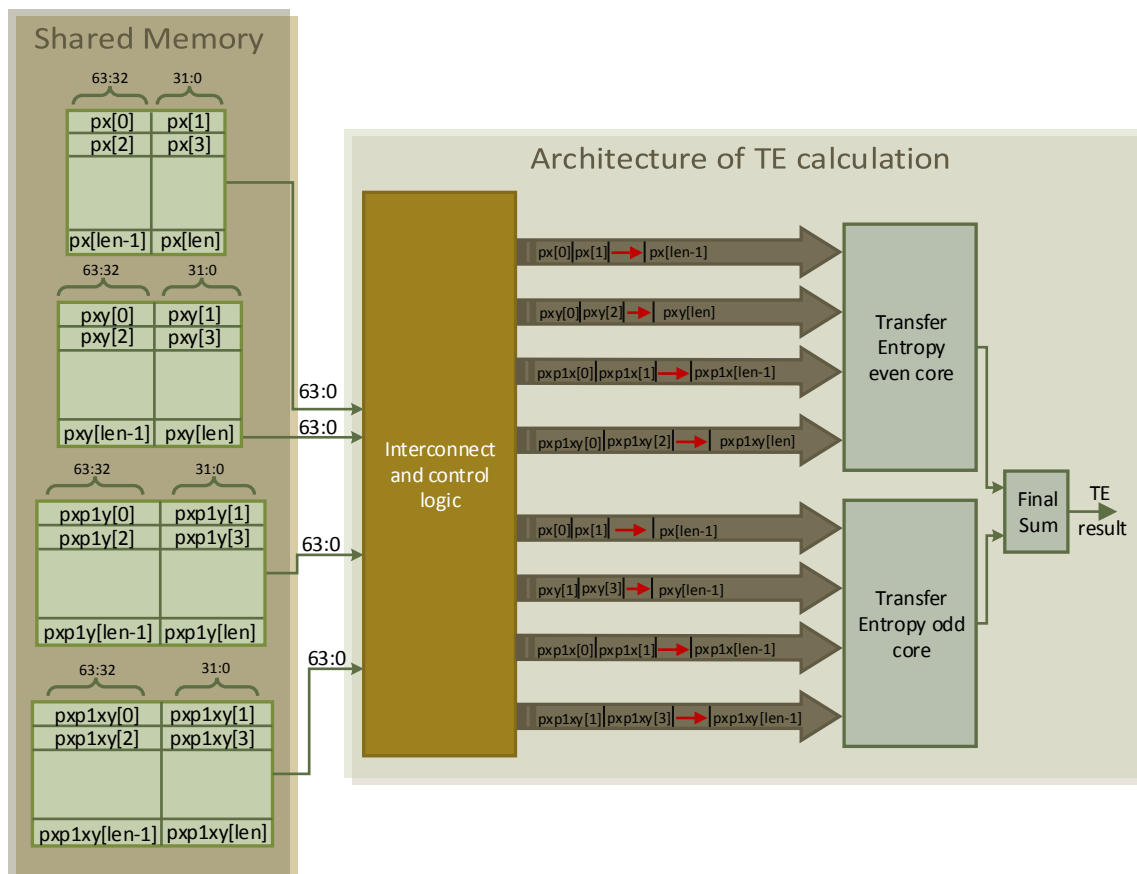 Shared Memory
63:32 31:0
px[0] px[1]
px[2] px[3]
px[len-1] px[len]
63:32 31:0
pxy[0] pxy[1]
pxy[2] pxy[3]
pxy[len-1] pxy[len]
63:32 31:0
pxp1y[0] pxp1y[1]
pxp1y[2] pxp1y[3]
pxp1y[len-1] pxp1y[len]
63:32 31:0
pxp1xy[0] pxp1xy[1]
pxp1xy[2] pxp1xy[3]
pxp1xy[len-1] pxp1xy[len]
63:0
63:0
63:0
63:0
Architecture of TE calculation
Interconnect
and control
logic
px[0] px[1] px[len-1]
pxy[0] pxy[2] pxy[len]
pxp1x[0] pxp1x[1] pxp1x[len-1]
pxp1xy[0] pxp1xy[2] pxp1xy[len]
px[0] px[1] px[len-1]
pxy[1] pxy[3] pxy[len-1]
pxp1x[0] pxp1x[1] pxp1x[len-1]
pxp1xy[1] pxp1xy[3] pxp1xy[len-1]
Transfer
Entropy
even core
Transfer
Entropy odd
core
Final
Sum
TE
result